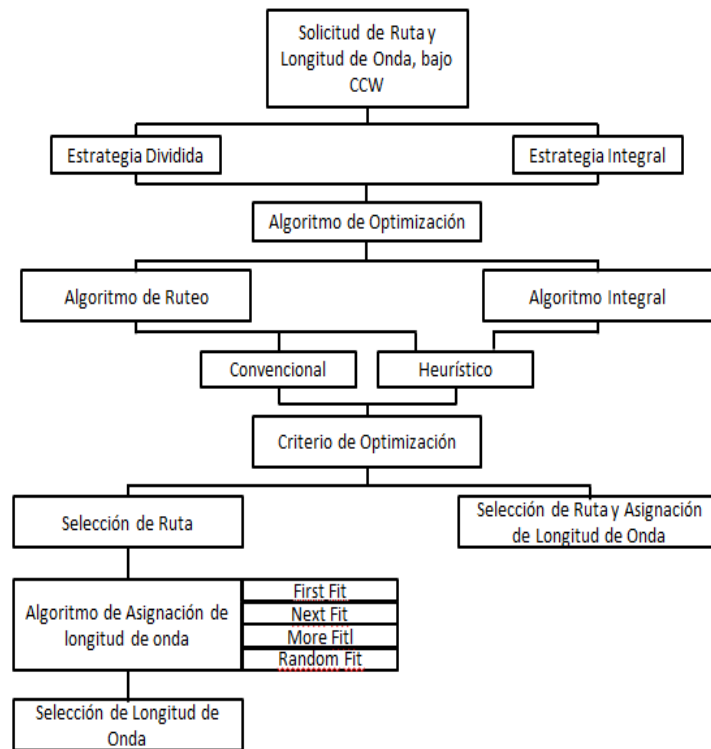 Solicitud de Ruta y
Longitud de Onda, bajo
CCW
Estrategia Dividida
Estrategia Integral
Algoritmo de Optimización
Algoritmo de Ruteo
Algoritmo Integral
Convencional
Heurístico
Criterio de Optimización
Selección de Ruta
Selección de Ruta y Asignación
de Longitud de Onda
Algoritmo de Asignación de
longitud de onda
First Fit
Next Fit
More Fitl
Random Fit
Selección de Longitud de
Onda